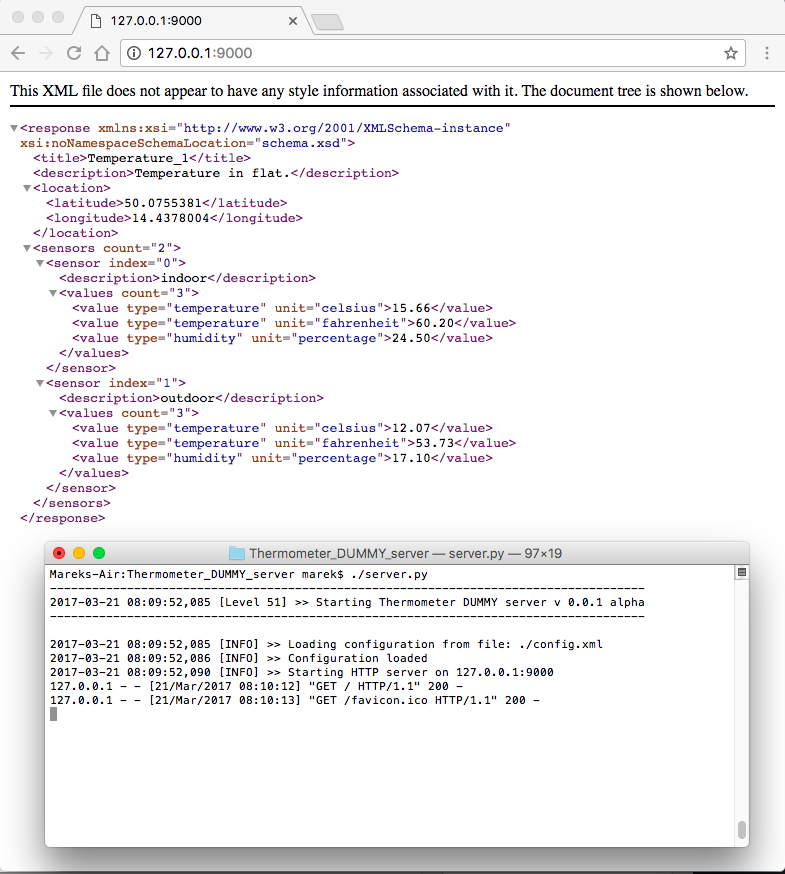 127.0.0.1:9000
127.0.0.1:9000
This XML file does not appear to have any style information associated with it. The document tree is shown below.
<response xmlns:xsi="http://www.w3.org/2001/XMLSchema-instance"
xsi:noNamespaceSchemaLocation="schema.xsd">
<title>Temperature_1</title>
<description>Temperature in flat.</description>
<location>
<latitude>50.0755381</latitude>
<longitude>14.4378004</longitude>
</location>
<sensors count="2">
<sensor index="0">
<description>indoor</description>
<values count="3">
<value type="temperature" unit="celsius">15.66</value>
<value type="temperature" unit="fahrenheit">60.20</value>
<value type="humidity" unit="percentage">24.50</value>
</values>
</sensor>
<sensor index="1">
<description>outdoor</description>
<values count="3">
<value type="temperature" unit="celsius">12.07</value>
<value type="temperature" unit="fahrenheit">53.73</value>
<value type="humidity" unit="percentage">17.10</value>
</values>
</sensor>
</sensors>
</response>
Thermometer_DUMMY_server — server.py — 97×19
Mareks-Air:Thermometer_DUMMY_server marek$ ./server.py
--------------------------------------------------------------------------------------
2017-03-21 08:09:52,085 [Level 51] >> Starting Thermometer DUMMY server v 0.0.1 alpha
--------------------------------------------------------------------------------------
2017-03-21 08:09:52,085 [INFO] >> Loading configuration from file: ./config.xml
2017-03-21 08:09:52,086 [INFO] >> Configuration loaded
2017-03-21 08:09:52,090 [INFO] >> Starting HTTP server on 127.0.0.1:9000
127.0.0.1 - - [21/Mar/2017 08:10:12] "GET / HTTP/1.1" 200 -
127.0.0.1 - - [21/Mar/2017 08:10:13] "GET /favicon.ico HTTP/1.1" 200 -